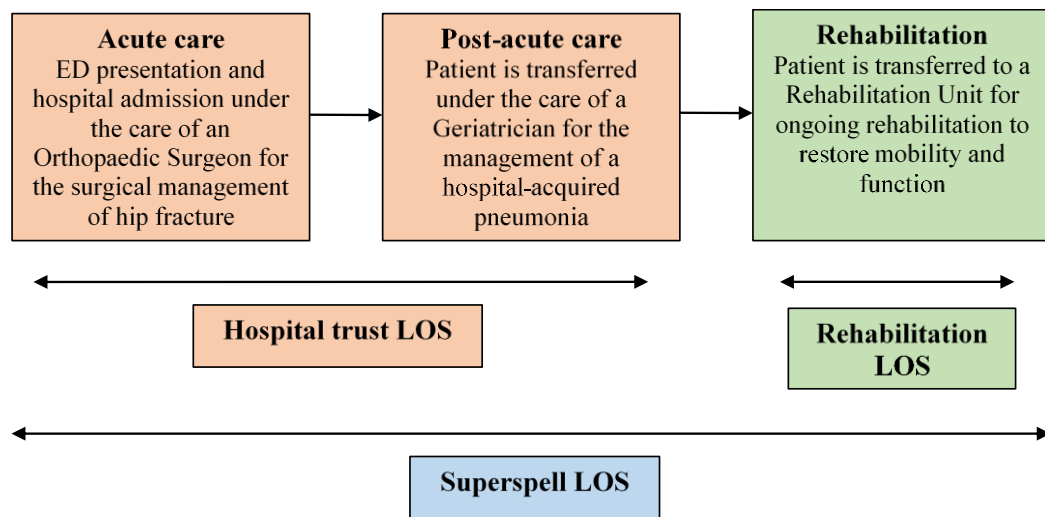 Acute care
ED presentation and
hospital admission under
the care of an
Orthopaedic Surgeon for
the surgical management
of hip fracture
Post-acute care
Patient is transferred
under the care of a
Geriatrician for the
management of a
hospital-acquired
pneumonia
Rehabilitation
Patient is transferred to a
Rehabilitation Unit for
ongoing rehabilitation to
restore mobility and
function
Hospital trust LOS
Rehabilitation
LOS
Superspell LOS